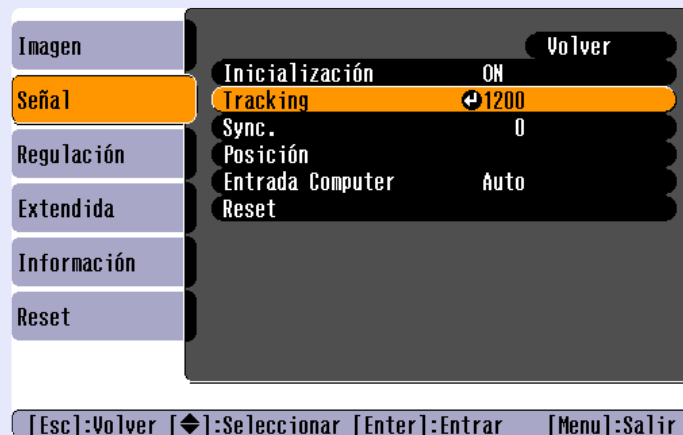 Imagen
Señal
Regulación
Extendida
Información
Reset
Volver
Inicialización ON
Tracking 1200
Sync. 0
Posición
Entrada Computer Auto
Reset
[Esc]:Volver [◆]:Seleccionar [Enter]:Entrar [Menu]:Salir